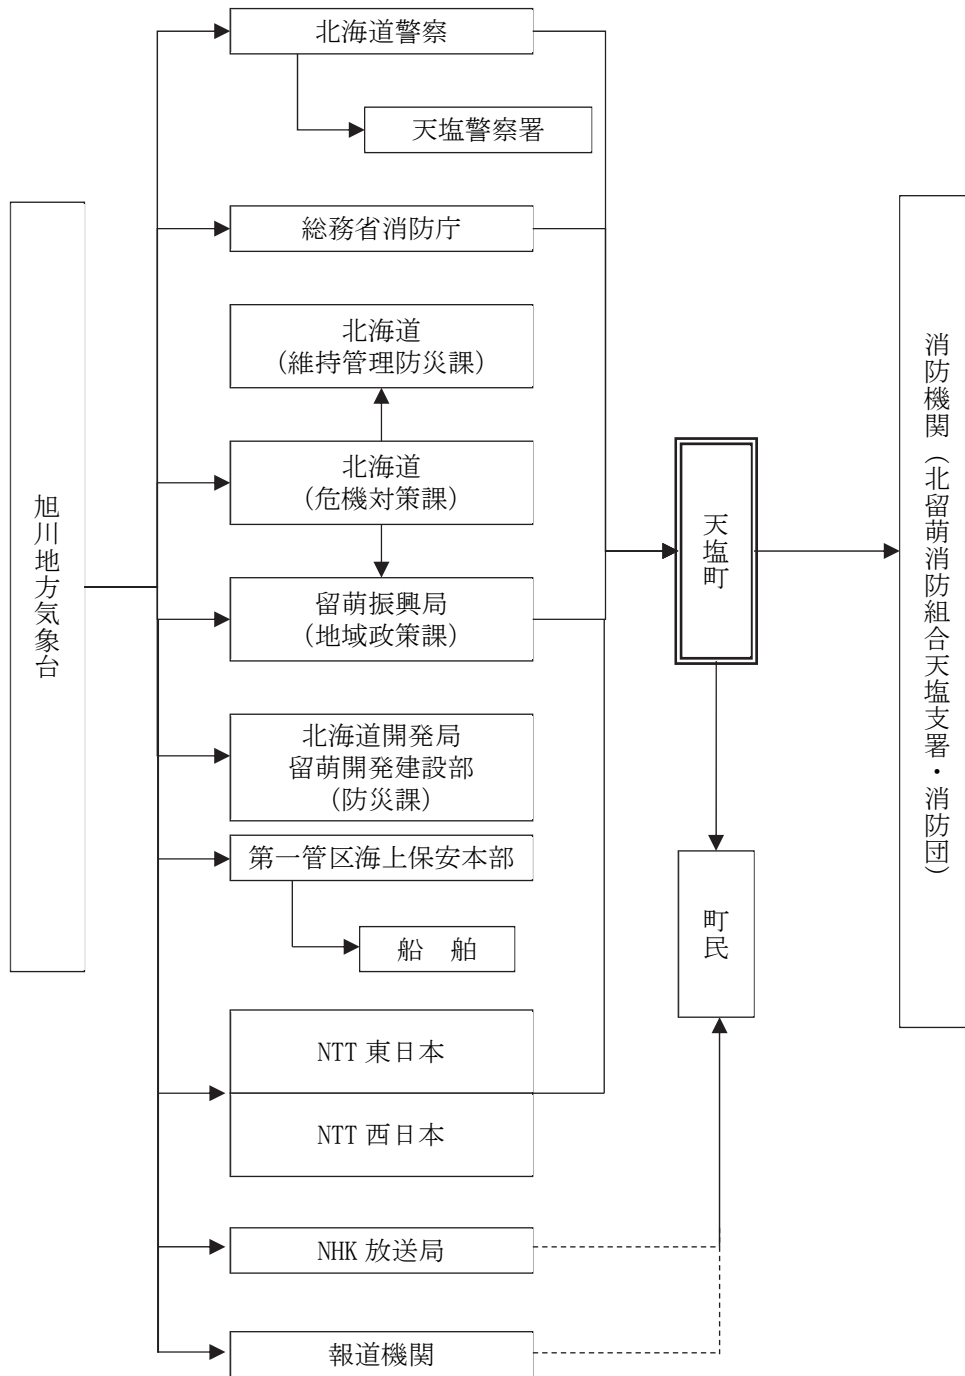 北海道警察
天塩警察署
総務省消防庁
北海道
(維持管理防災課)
北海道
(危機対策課)
留萌振興局
(地域政策課)
北海道開発局
留萌開発建設部
(防災課)
第一管区海上保安本部
船　舶
NTT 東日本
NTT 西日本
NHK 放送局
報道機関
旭川地方気象台
天塩町
町民
消防機関(北留萌消防組合天塩支署・消防団)